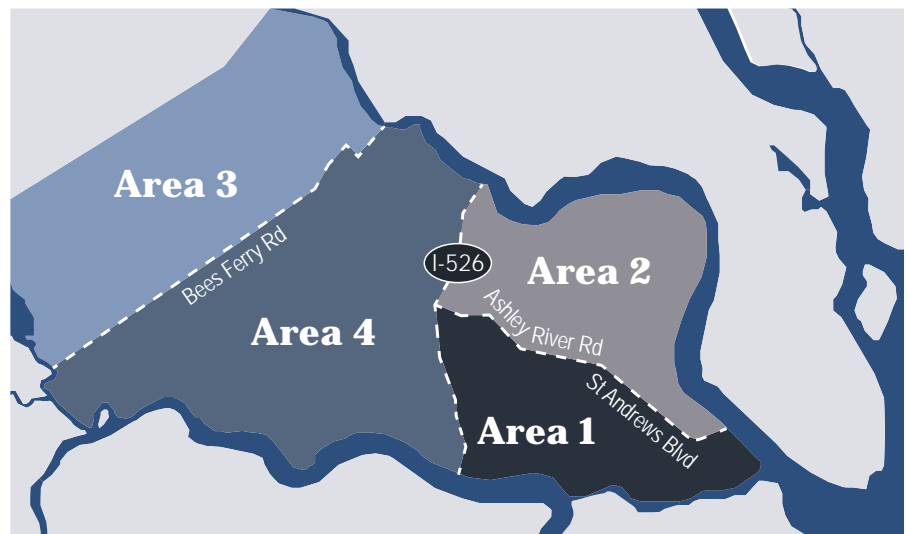 Area 3
Bees Ferry Rd
I-526
Area 2
Ashley River Rd
Area 4
St Andrews Blvd
Area 1